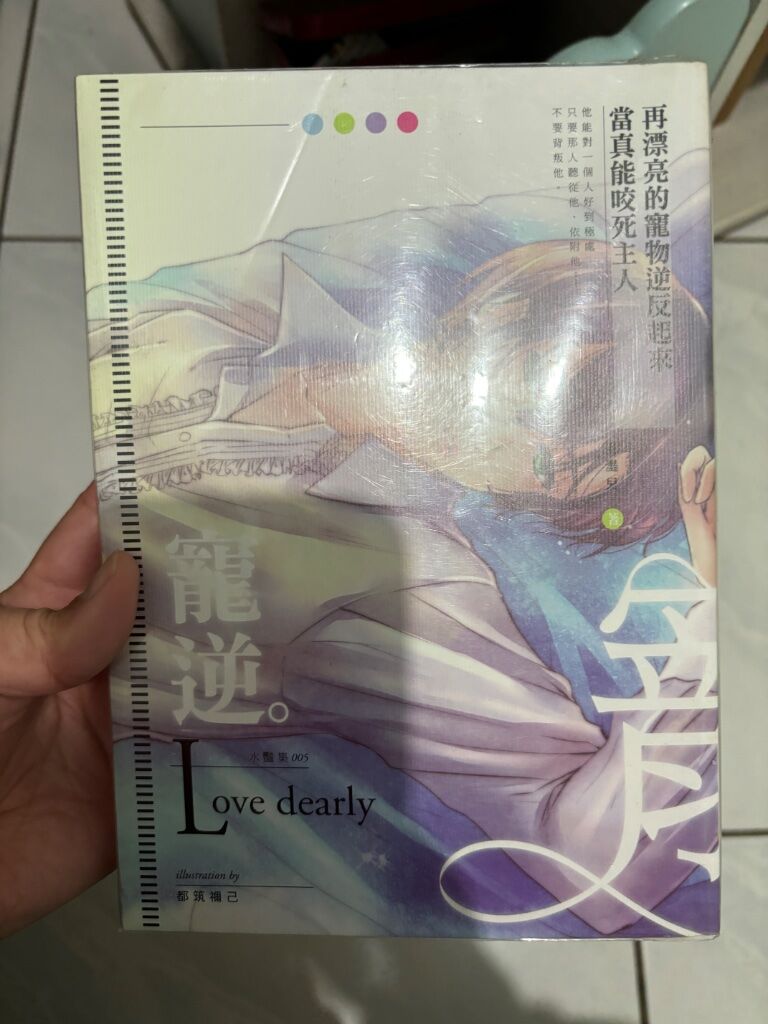 再漂亮的寵物逆反起來
當真能咬死主人
他能對一個人好到極處
只要那人聽從他、依附他
不要背叛他。
著
寵逆。
水豔集005
Love dearly
illustration by
都筑禰己